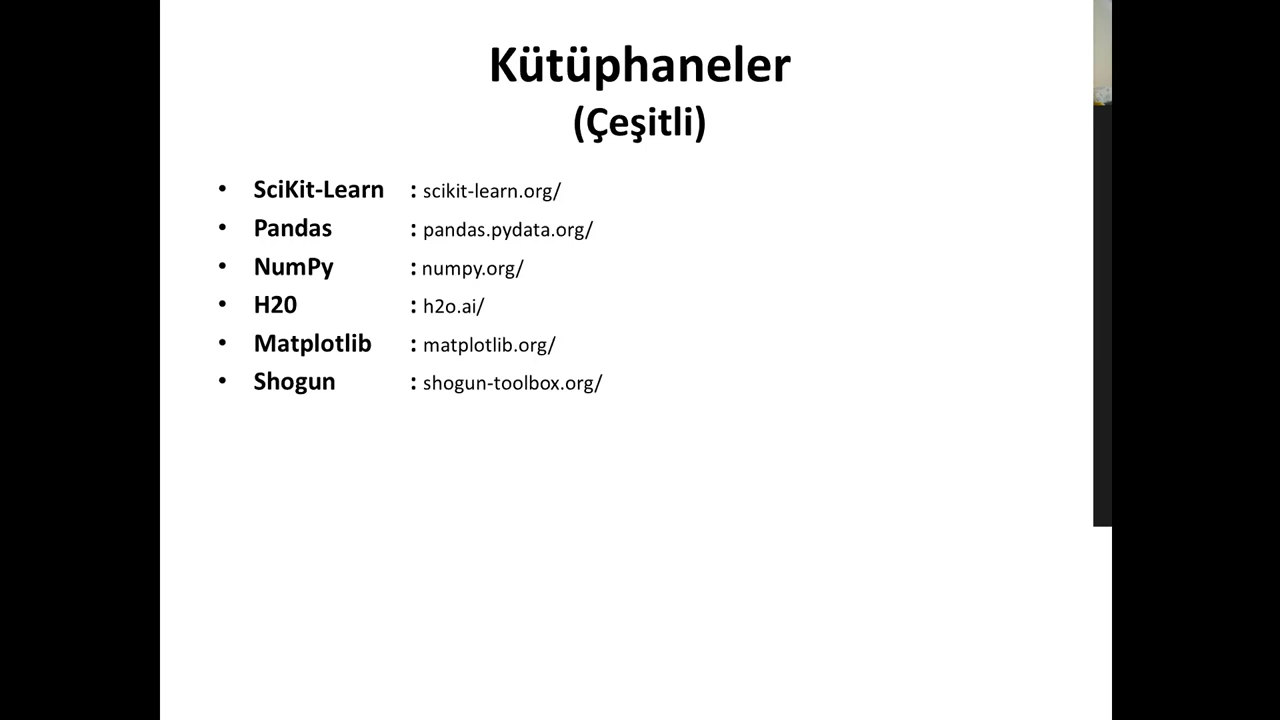 Kütüphaneler
(Çeşitli)
• SciKit-Learn : scikit-learn.org/
• Pandas : pandas.pydata.org/
• NumPy : numpy.org/
• H20 : h2o.ai/
• Matplotlib : matplotlib.org/
• Shogun : shogun-toolbox.org/